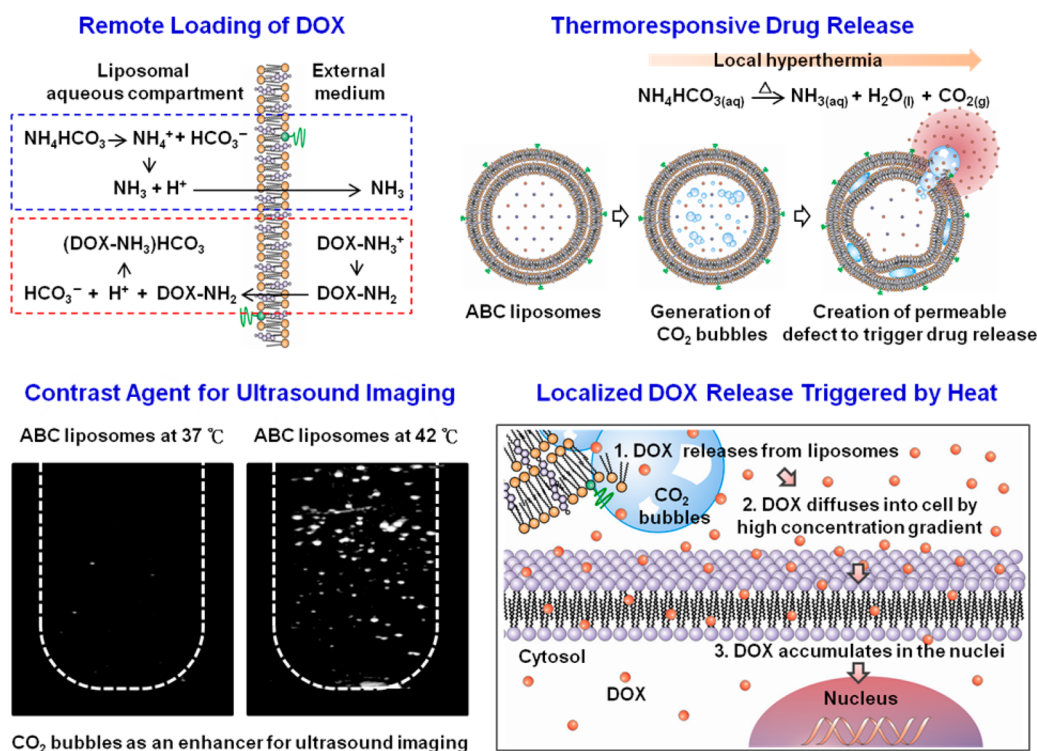 Remote Loading of DOX
Liposomal
aqueous compartment
External
medium
NH₄HCO₃ → NH₄⁺ + HCO₃⁻
↓
NH₃ + H⁺ → NH₃
(DOX-NH₃)HCO₃
DOX-NH₃⁺
↑ ↓
HCO₃⁻ + H⁺ + DOX-NH₂ ← DOX-NH₂
Thermoresponsive Drug Release
Local hyperthermia
NH₄HCO₃(aq) —△→ NH₃(aq) + H₂O(l) + CO₂(g)
ABC liposomes
Generation of
CO₂ bubbles
Creation of permeable
defect to trigger drug release
Contrast Agent for Ultrasound Imaging
ABC liposomes at 37 ℃
ABC liposomes at 42 ℃
CO₂ bubbles as an enhancer for ultrasound imaging
Localized DOX Release Triggered by Heat
1. DOX releases from liposomes
CO₂
bubbles
2. DOX diffuses into cell by
high concentration gradient
Cytosol
3. DOX accumulates in the nuclei
DOX
Nucleus